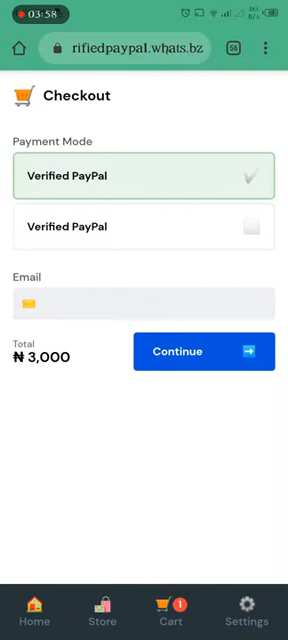 03:58
rifiedpaypal.whats.bz
56
Checkout
Payment Mode
Verified PayPal
Verified PayPal
Email
Total
₦ 3,000
Continue
1
Home
Store
Cart
Settings